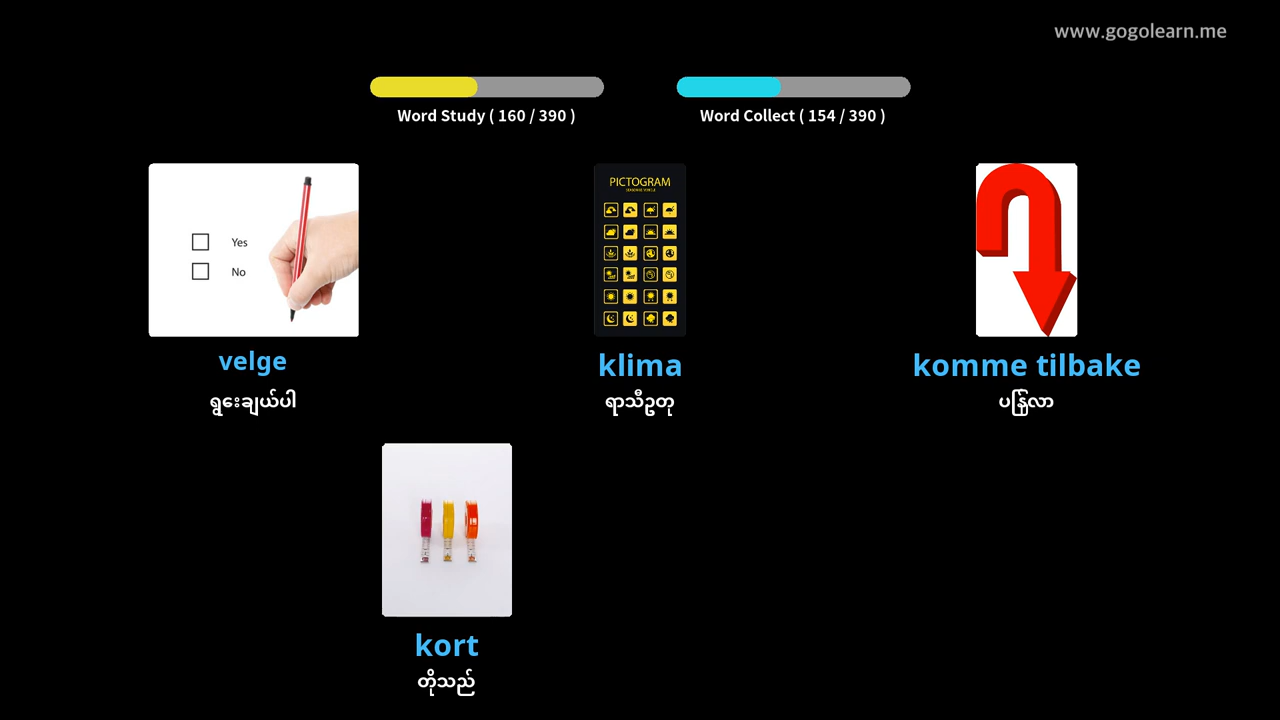 www.gogolearn.me
Word Study ( 160 / 390 )
Word Collect ( 154 / 390 )
Yes
No
PICTOGRAM
velge
klima
komme tilbake
ရွေးချယ်ပါ
ရာသီဥတု
ပြန်လာ
kort
တိုသည်